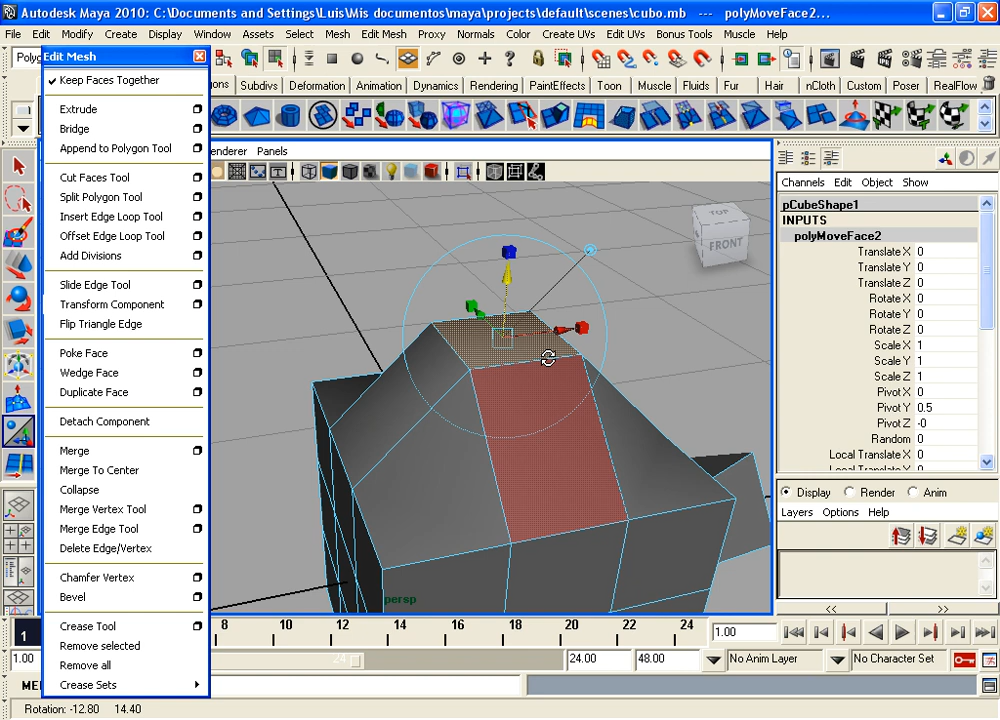 Autodesk Maya 2010: C:\Documents and Settings\Luis\Mis documentos\maya\projects\default\scenes\cubo.mb --- polyMoveFace2...
File Edit Modify Create Display Window Assets Select Mesh Edit Mesh Proxy Normals Color Create UVs Edit UVs Bonus Tools Muscle Help
Edit Mesh
Keep Faces Together
Extrude
Bridge
Append to Polygon Tool
Cut Faces Tool
Split Polygon Tool
Insert Edge Loop Tool
Offset Edge Loop Tool
Add Divisions
Slide Edge Tool
Transform Component
Flip Triangle Edge
Poke Face
Wedge Face
Duplicate Face
Detach Component
Merge
Merge To Center
Collapse
Merge Vertex Tool
Merge Edge Tool
Delete Edge/Vertex
Chamfer Vertex
Bevel
Crease Tool
Remove selected
Remove all
Crease Sets
Subdivs Deformation Animation Dynamics Rendering PaintEffects Toon Muscle Fluids Fur Hair nCloth Custom Poser RealFlow
Panels
TOP
FRONT
persp
Channels Edit Object Show
pCubeShape1
INPUTS
polyMoveFace2
Translate X 0
Translate Y 0
Translate Z 0
Rotate X 0
Rotate Y 0
Rotate Z 0
Scale X 1
Scale Y 1
Scale Z 1
Pivot X 0
Pivot Y 0.5
Pivot Z -0
Random 0
Local Translate X 0
Display Render Anim
Layers Options Help
<< >>
1 8 10 12 14 16 18 20 22 24 1.00
1.00 24 24.00 48.00 No Anim Layer No Character Set
Rotation: -12.80 14.40